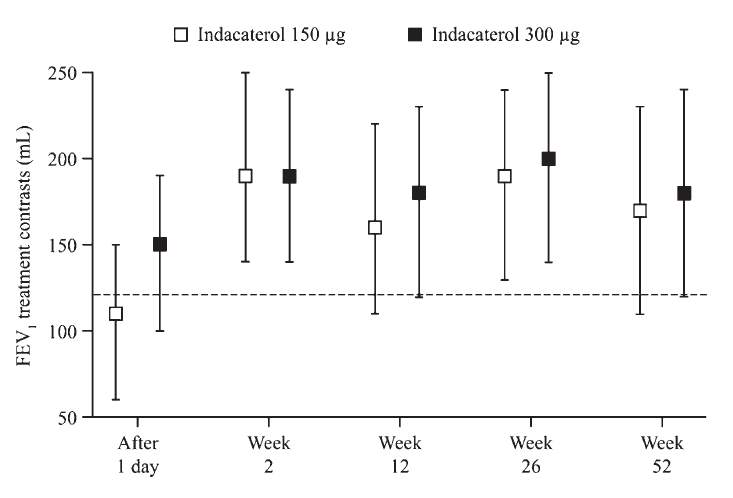 Indacaterol 150 µg Indacaterol 300 µg
FEV1 treatment contrasts (mL)
250
200
150
100
50
After
1 day
Week
2
Week
12
Week
26
Week
52